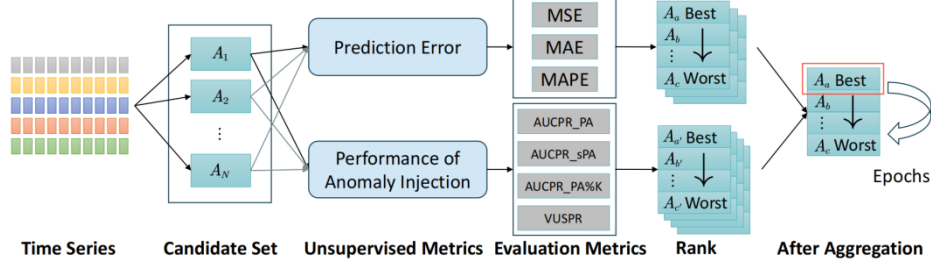 A1
A2
⋮
AN
Prediction Error
Performance of
Anomaly Injection
MSE
MAE
MAPE
AUCPR_PA
AUCPR_sPA
AUCPR_PA%K
VUSPR
Aa Best
Ab
⋮
Ac Worst
Aa' Best
Ab'
⋮
Ac' Worst
Aa Best
Ab
⋮
Ac Worst
Epochs
Time Series
Candidate Set
Unsupervised Metrics
Evaluation Metrics
Rank
After Aggregation